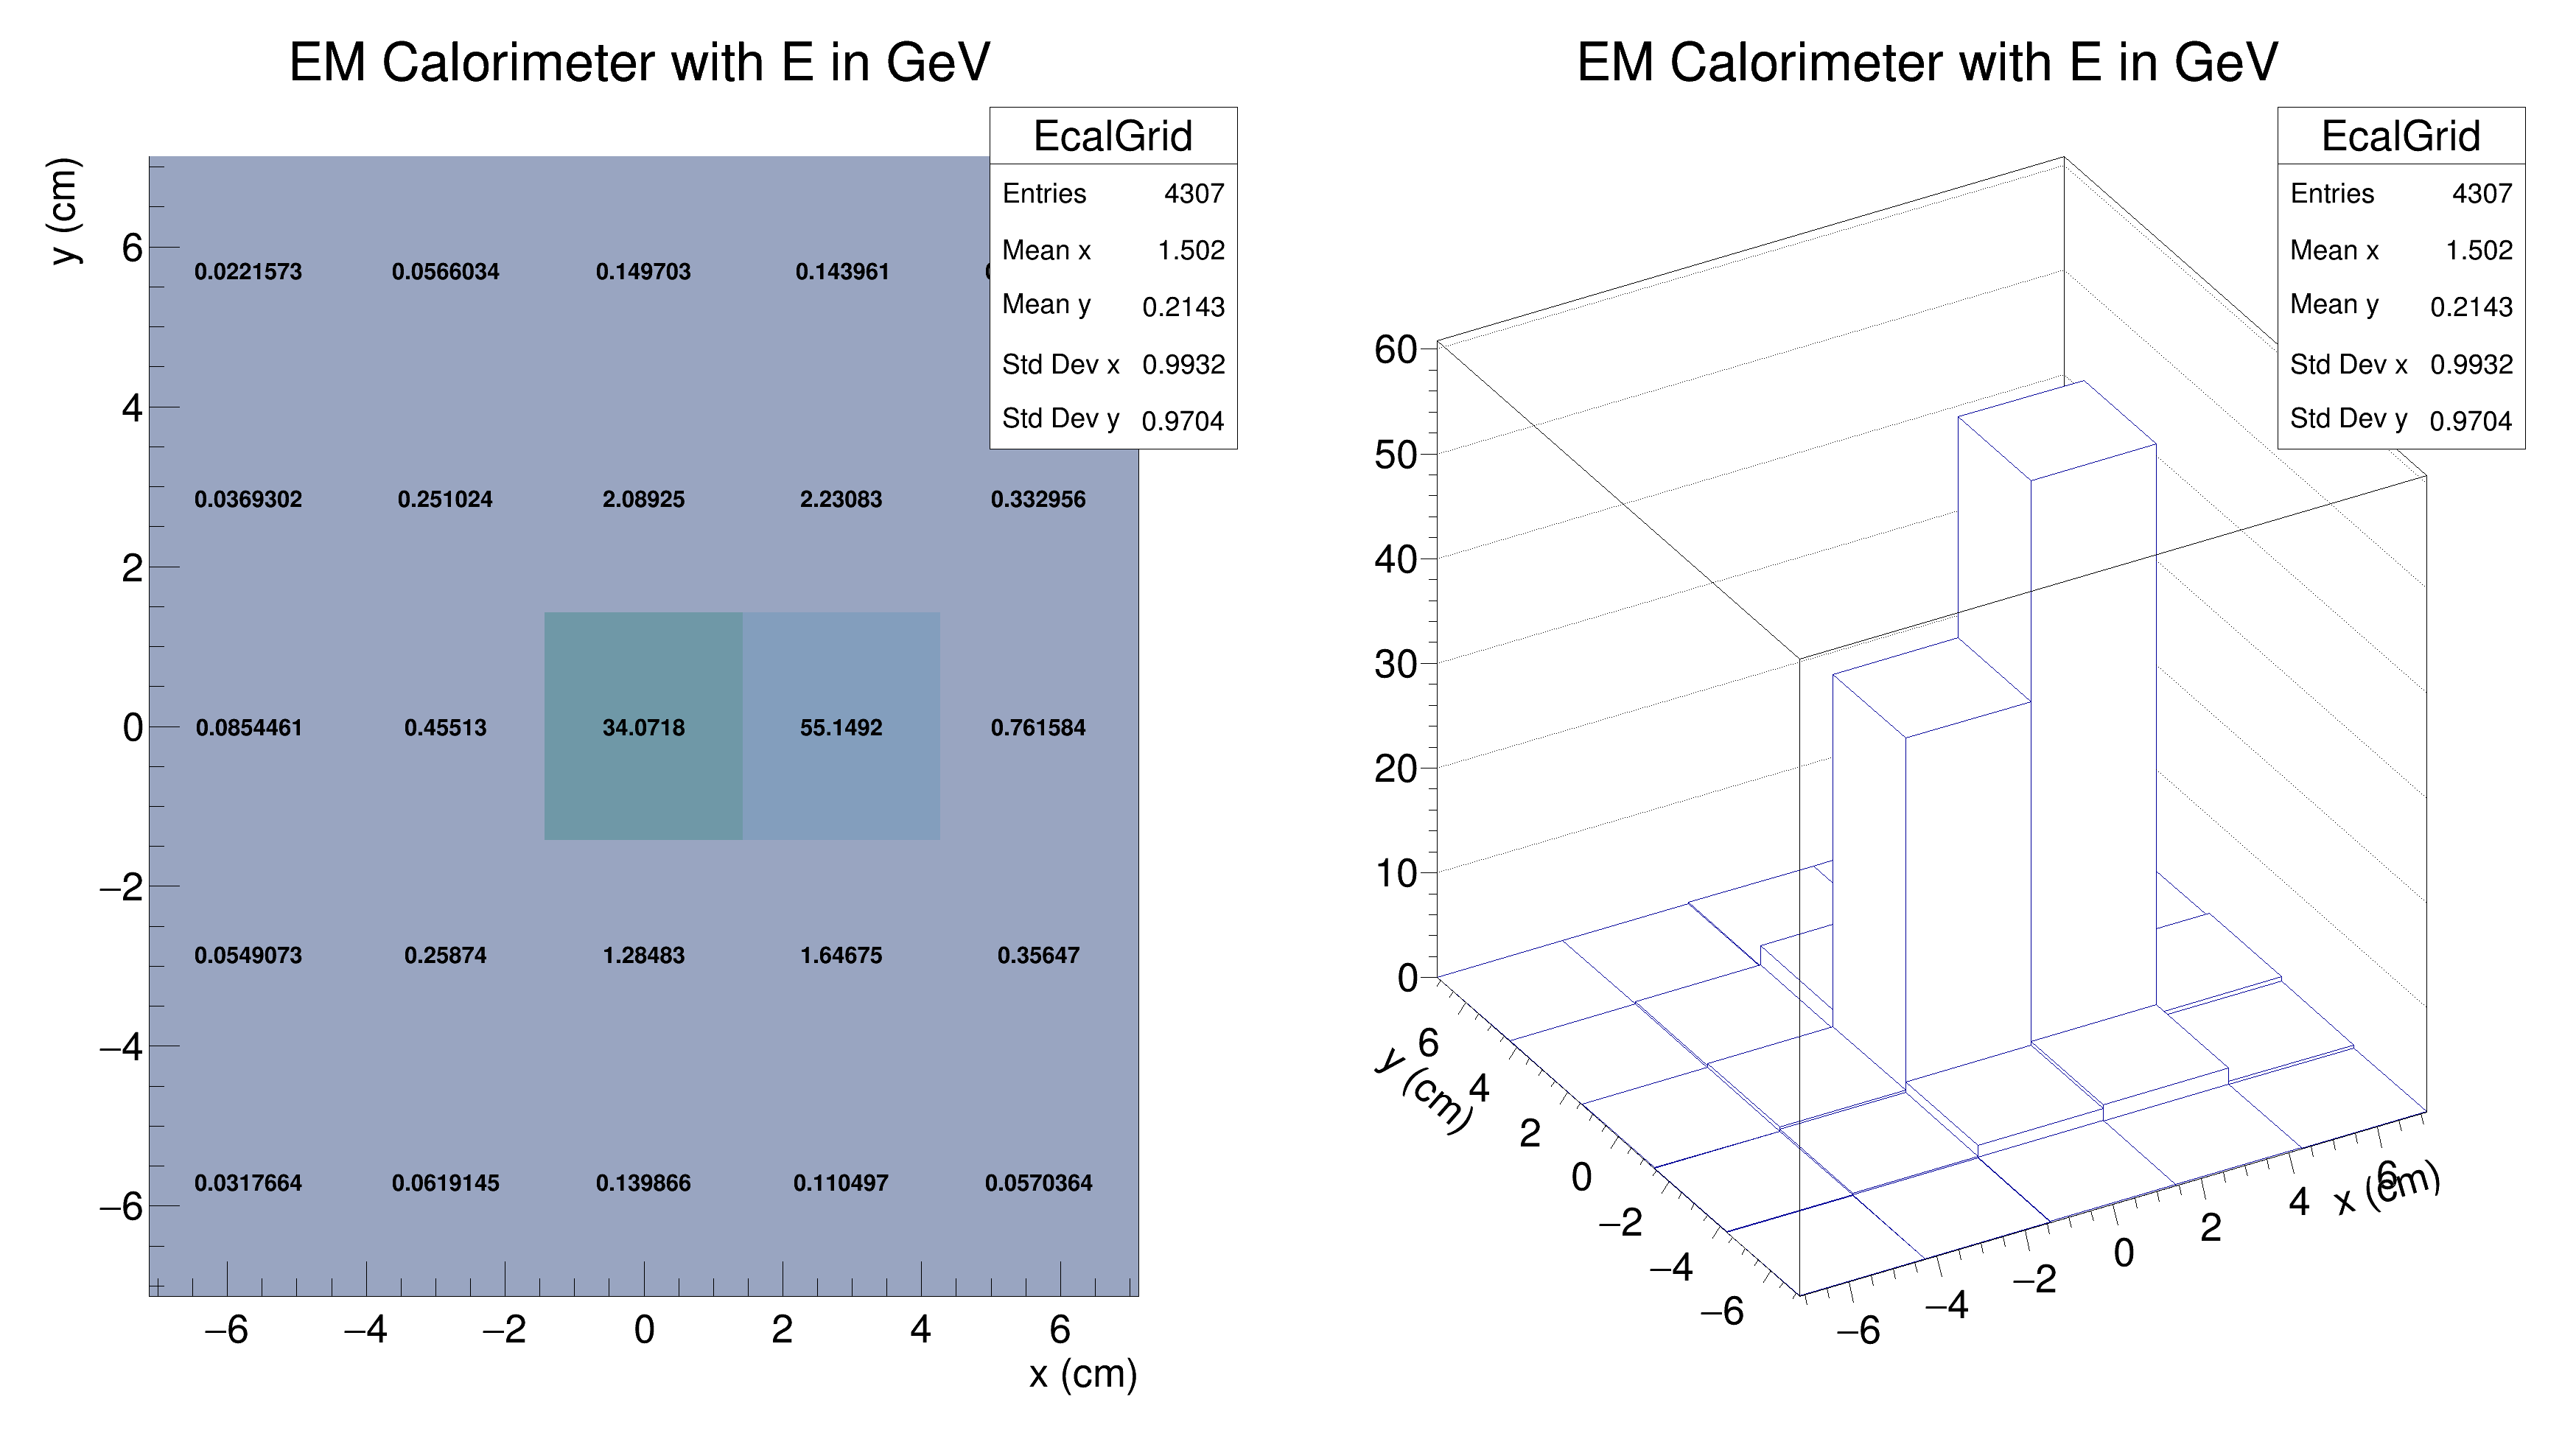 EM Calorimeter with E in GeV
EcalGrid
Entries 4307
Mean x 1.502
Mean y 0.2143
Std Dev x 0.9932
Std Dev y 0.9704
y (cm)
6
4
2
0
−2
−4
−6
0.0221573 0.0566034 0.149703 0.143961
0.0369302 0.251024 2.08925 2.23083 0.332956
0.0854461 0.45513 34.0718 55.1492 0.761584
0.0549073 0.25874 1.28483 1.64675 0.35647
0.0317664 0.0619145 0.139866 0.110497 0.0570364
−6 −4 −2 0 2 4 6
x (cm)
EM Calorimeter with E in GeV
EcalGrid
Entries 4307
Mean x 1.502
Mean y 0.2143
Std Dev x 0.9932
Std Dev y 0.9704
60
50
40
30
20
10
0
y (cm)
6
4
2
0
−2
−4
−6
−6 −4 −2 0 2 4 6
x (cm)